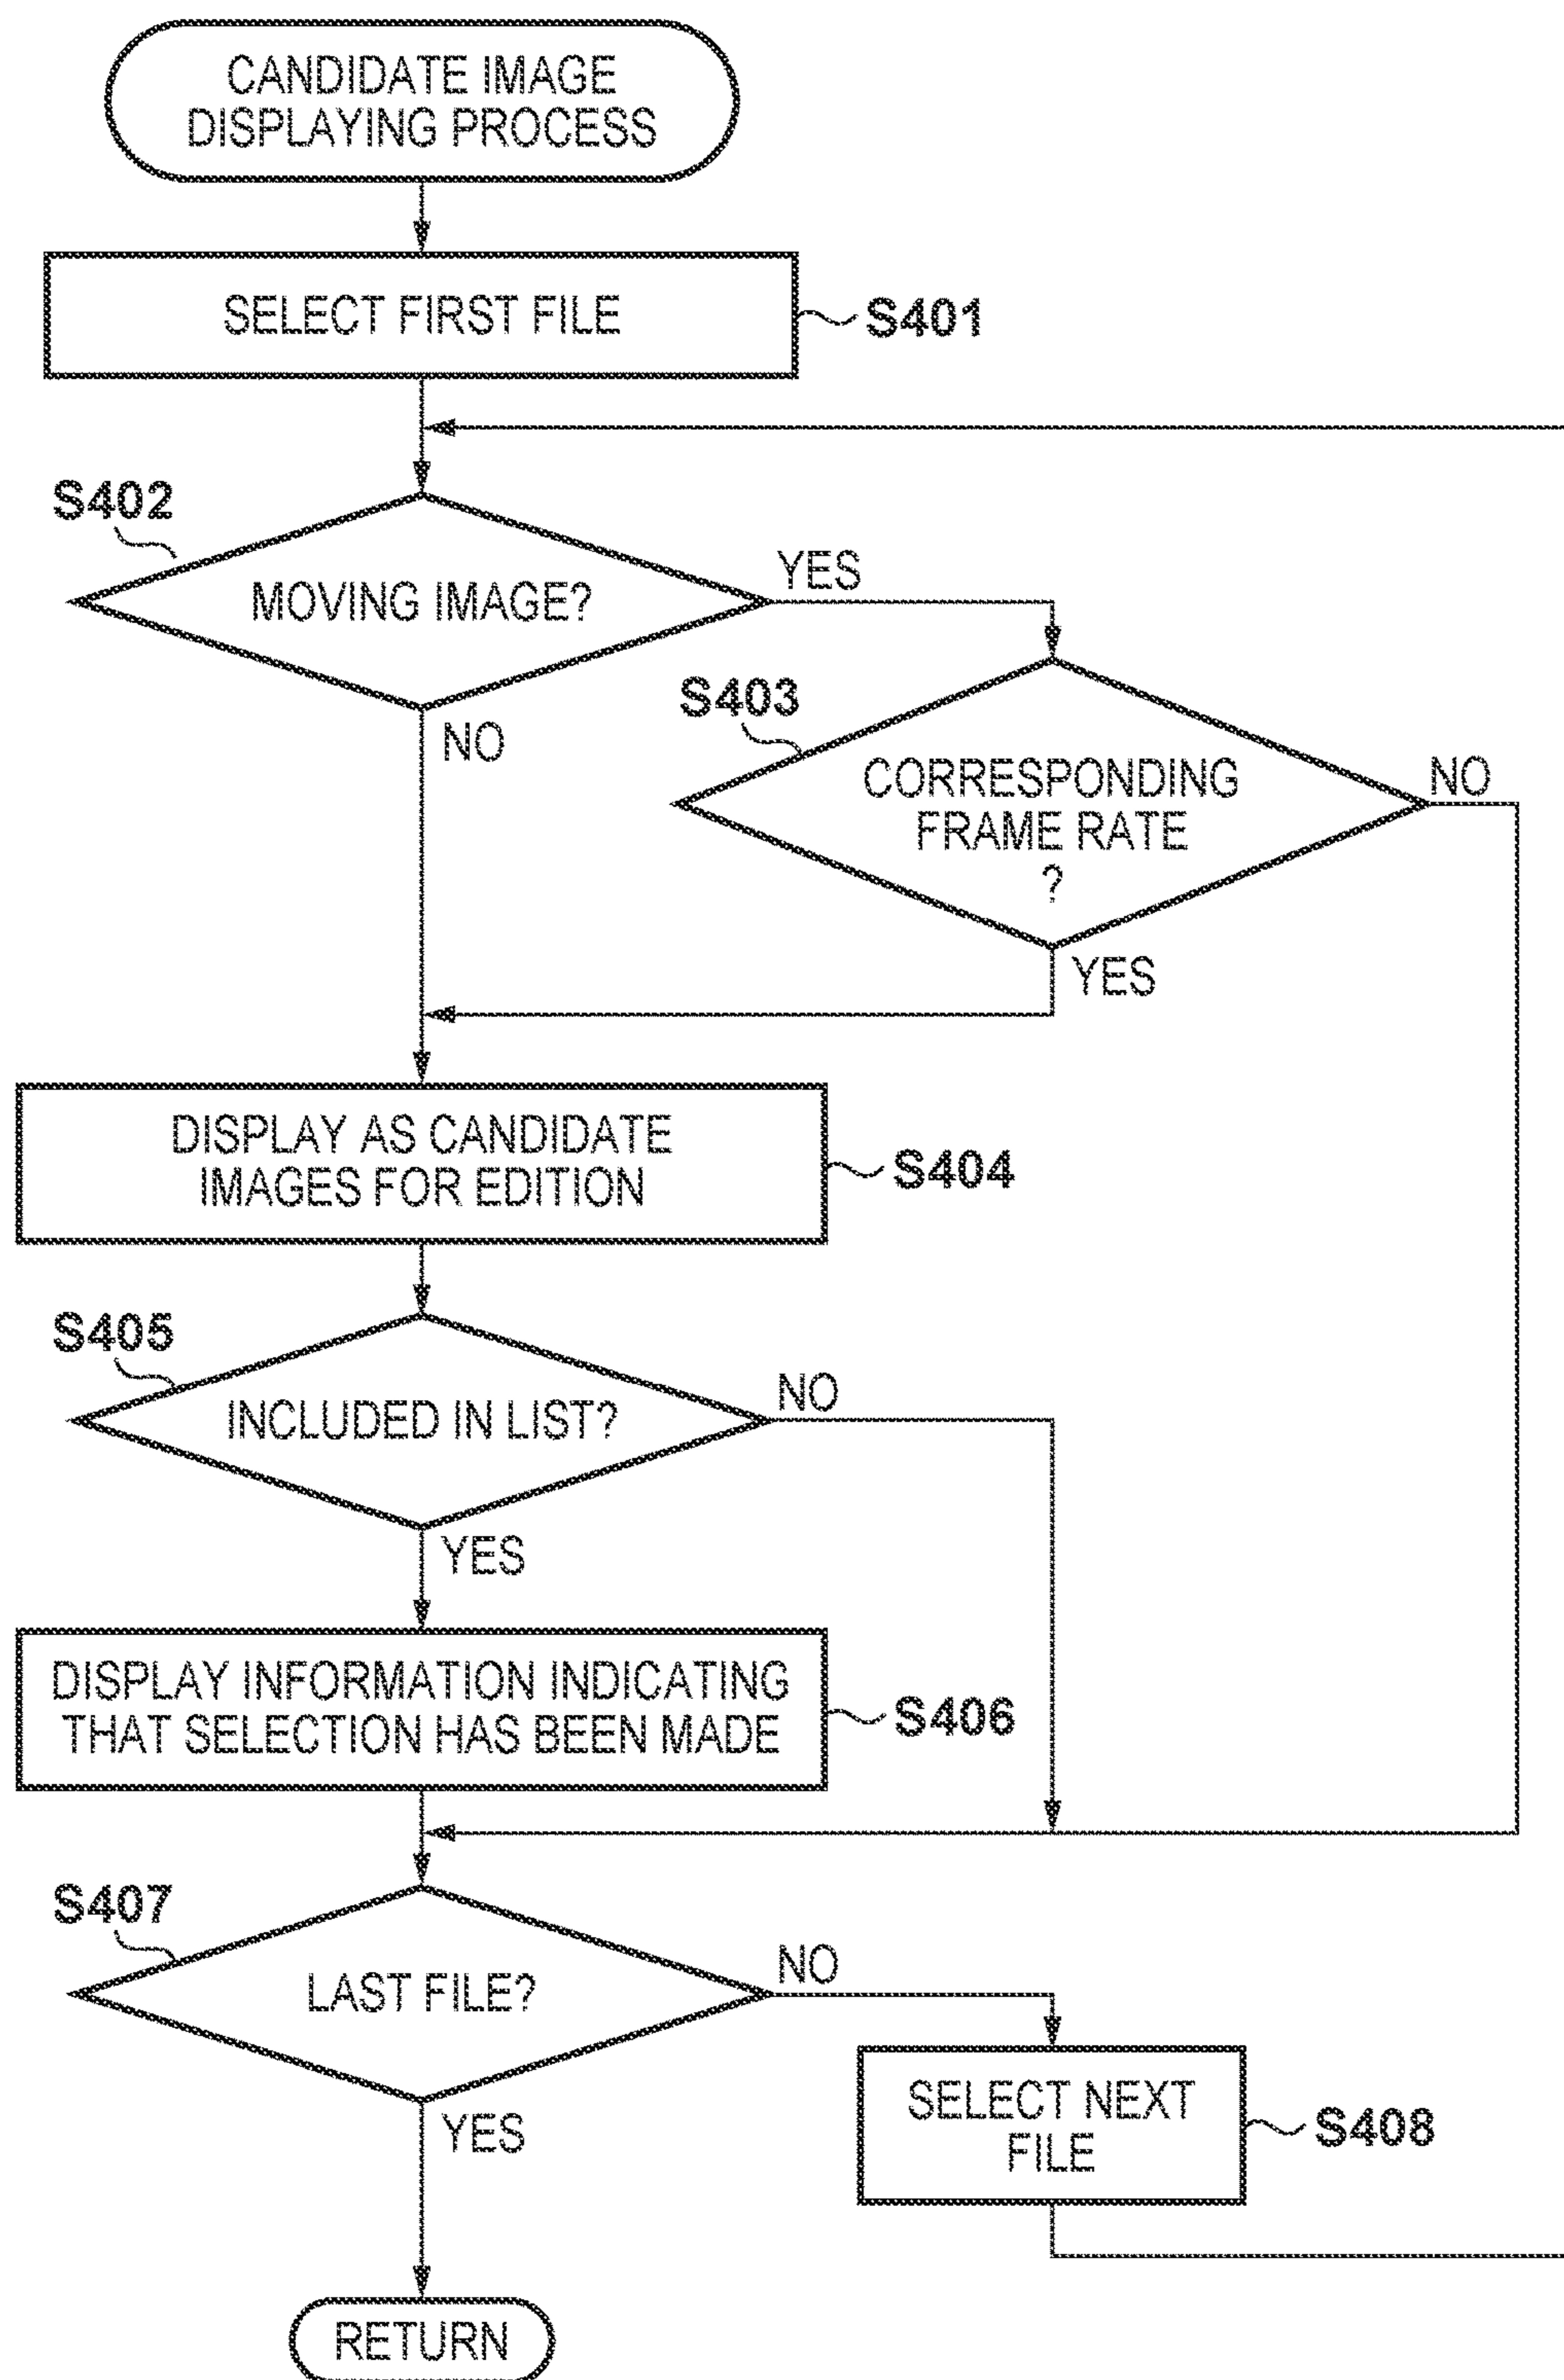 CANDIDATE IMAGE
DISPLAYING PROCESS
SELECT FIRST FILE
S401
S402
MOVING IMAGE?
YES
NO
S403
CORRESPONDING
FRAME RATE
?
NO
YES
DISPLAY AS CANDIDATE
IMAGES FOR EDITION
S404
S405
INCLUDED IN LIST?
NO
YES
DISPLAY INFORMATION INDICATING
THAT SELECTION HAS BEEN MADE
S406
S407
LAST FILE?
NO
YES
SELECT NEXT
FILE
S408
RETURN